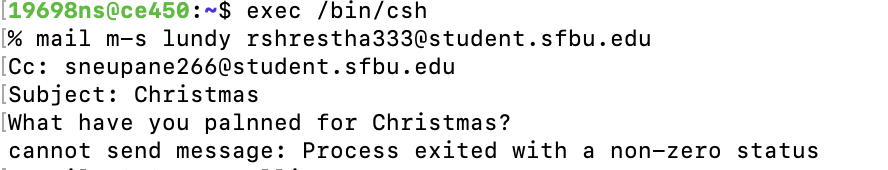 [19698ns@ce450:~$ exec /bin/csh
[% mail m-s lundy rshrestha333@student.sfbu.edu
[Cc: sneupane266@student.sfbu.edu
[Subject: Christmas
[What have you palnned for Christmas?
cannot send message: Process exited with a non-zero status